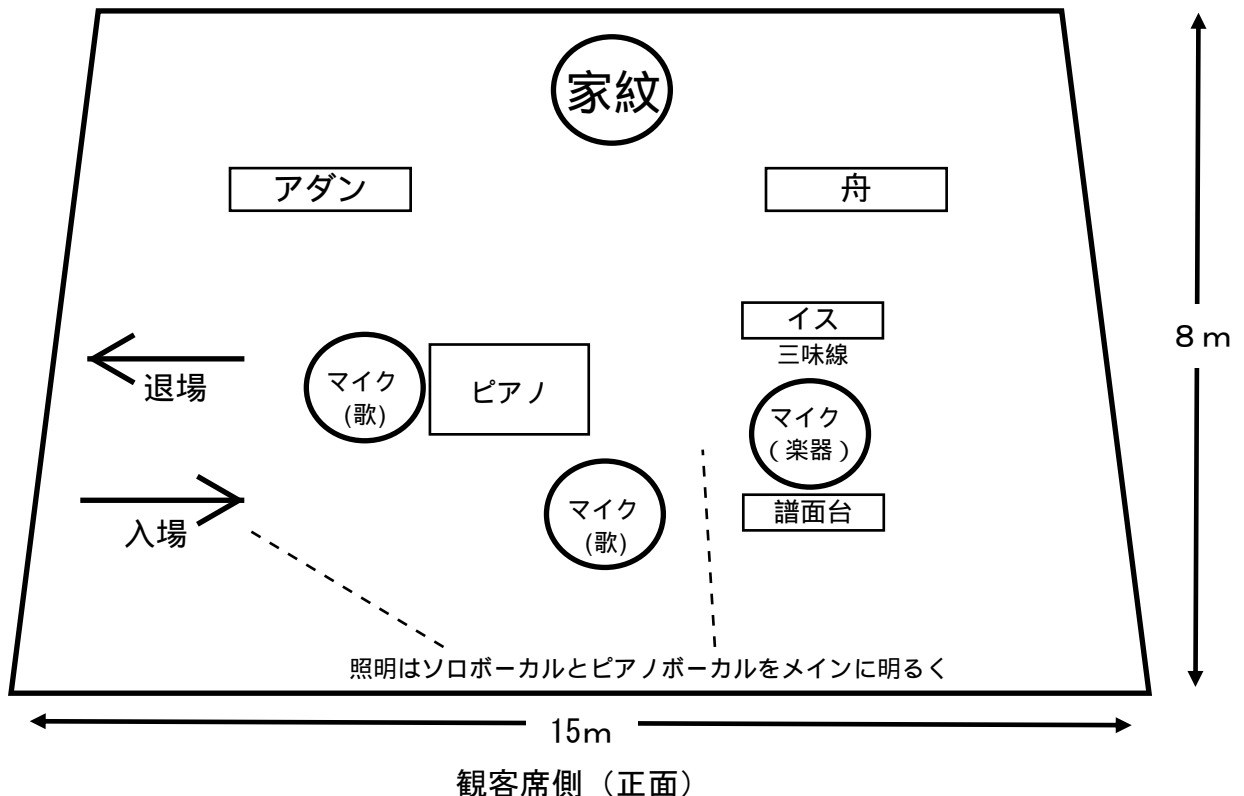 家紋
アダン
舟
イス
三味線
8m
退場
マイク
(歌)
ピアノ
マイク
(楽器)
入場
マイク
(歌)
譜面台
照明はソロボーカルとピアノボーカルをメインに明るく
15m
観客席側（正面）